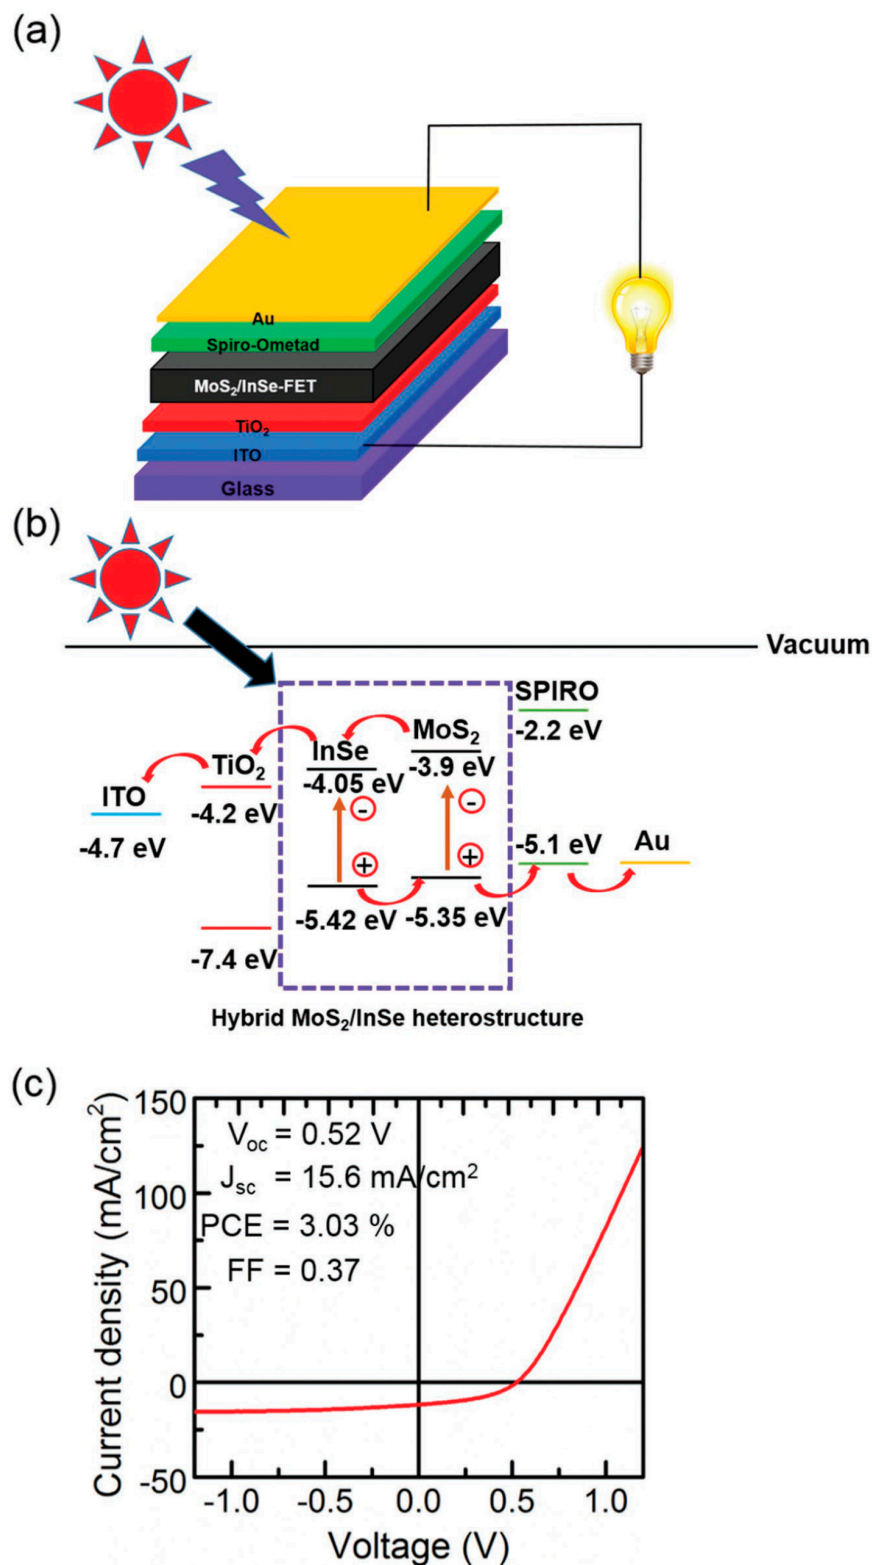 (a)
Au
Spiro-Ometad
MoS₂/InSe-FET
TiO₂
ITO
Glass
(b)
Vacuum
SPIRO
-2.2 eV
MoS₂
-3.9 eV
InSe
-4.05 eV
TiO₂
-4.2 eV
ITO
-4.7 eV
-
-
+
+
-5.1 eV
Au
-5.42 eV
-5.35 eV
-7.4 eV
Hybrid MoS₂/InSe heterostructure
(c)
Current density (mA/cm²)
150
100
50
0
-50
V_oc = 0.52 V
J_sc = 15.6 mA/cm²
PCE = 3.03 %
FF = 0.37
-1.0 -0.5 0.0 0.5 1.0
Voltage (V)